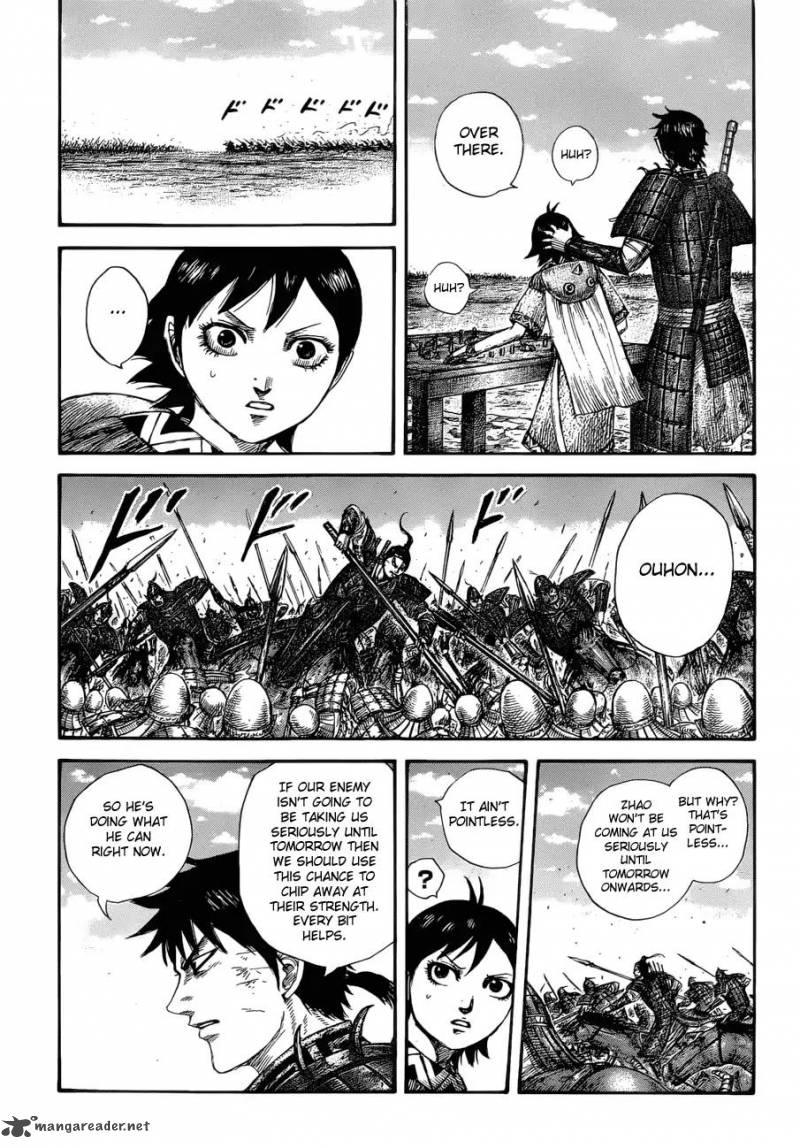 OVER
THERE.
HUH?
HUH?
ド ド ド ド ド
...
OUHON...
ド ド ド
BUT WHY?
THAT'S
POINT-
LESS...
ZHAO
WON'T BE
COMING AT US
SERIOUSLY
UNTIL
TOMORROW
ONWARDS...
IT AIN'T
POINTLESS.
?
IF OUR ENEMY
ISN'T GOING TO
BE TAKING US
SERIOUSLY UNTIL
TOMORROW THEN
WE SHOULD USE
THIS CHANCE TO
CHIP AWAY AT
THEIR STRENGTH.
EVERY BIT
HELPS.
SO HE'S
DOING WHAT
HE CAN
RIGHT NOW.
mangareader.net